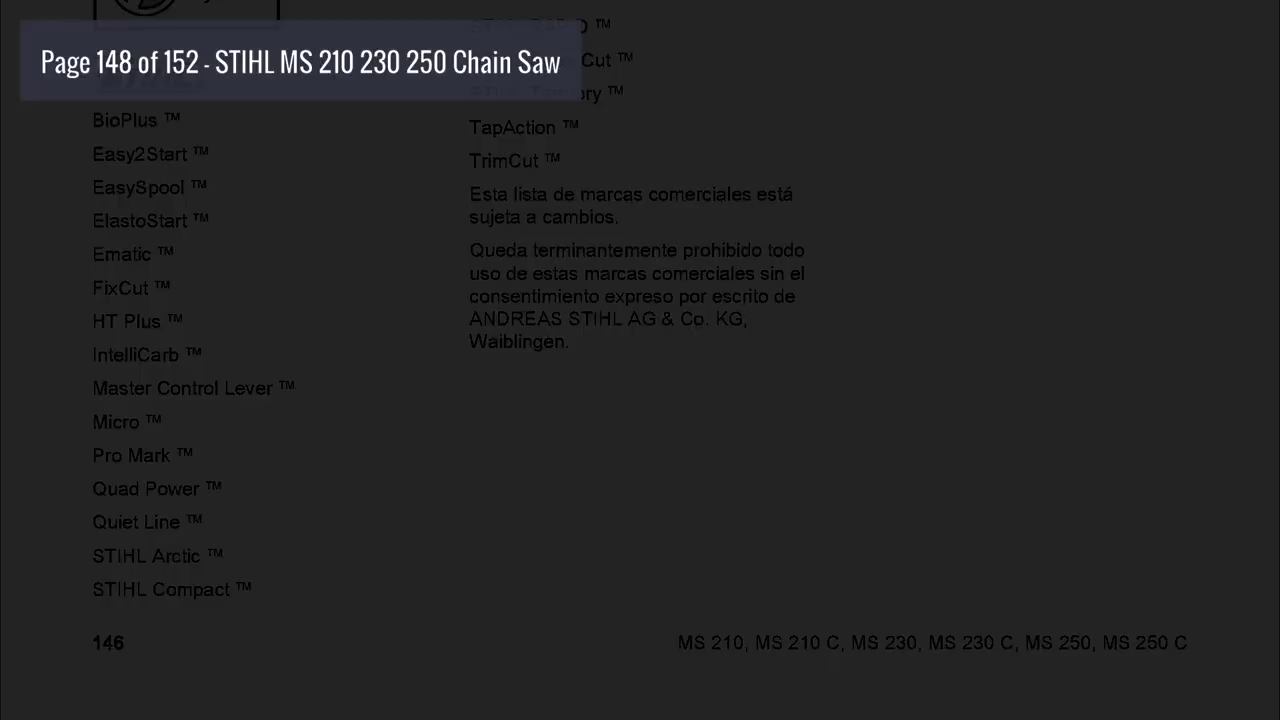 Page 148 of 152 - STIHL MS 210 230 250 Chain Saw
BioPlus ™
Easy2Start ™
EasySpool ™
ElastoStart ™
Ematic ™
FixCut ™
HT Plus ™
IntelliCarb ™
Master Control Lever ™
Micro ™
Pro Mark ™
Quad Power ™
Quiet Line ™
STIHL Arctic ™
STIHL Compact ™
™
Cut ™
™
TapAction ™
TrimCut ™
Esta lista de marcas comerciales está
sujeta a cambios.
Queda terminantemente prohibido todo
uso de estas marcas comerciales sin el
consentimiento expreso por escrito de
ANDREAS STIHL AG & Co. KG,
Waiblingen.
146
MS 210, MS 210 C, MS 230, MS 230 C, MS 250, MS 250 C